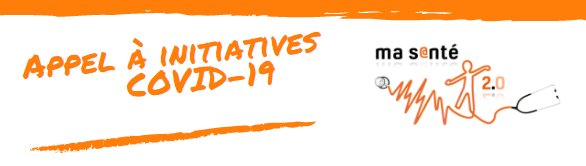 APPEL À INITIATIVES
COVID-19
ma s@nté
2.0